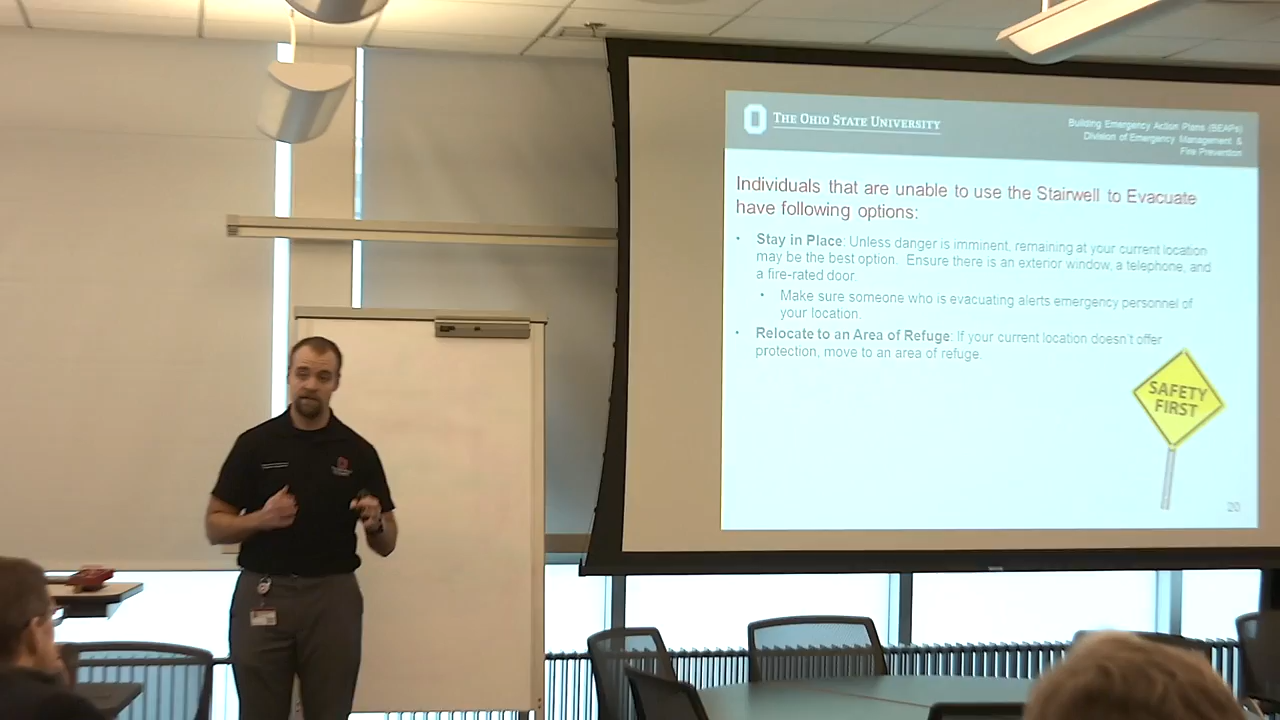 THE OHIO STATE UNIVERSITY
Building Emergency Action Plans (BEAPs)
Division of Emergency Management &
Fire Prevention
Individuals that are unable to use the Stairwell to Evacuate
have following options:
• Stay in Place: Unless danger is imminent, remaining at your current location
may be the best option. Ensure there is an exterior window, a telephone, and
a fire-rated door.
• Make sure someone who is evacuating alerts emergency personnel of
your location.
• Relocate to an Area of Refuge: If your current location doesn't offer
protection, move to an area of refuge.
SAFETY
FIRST
20